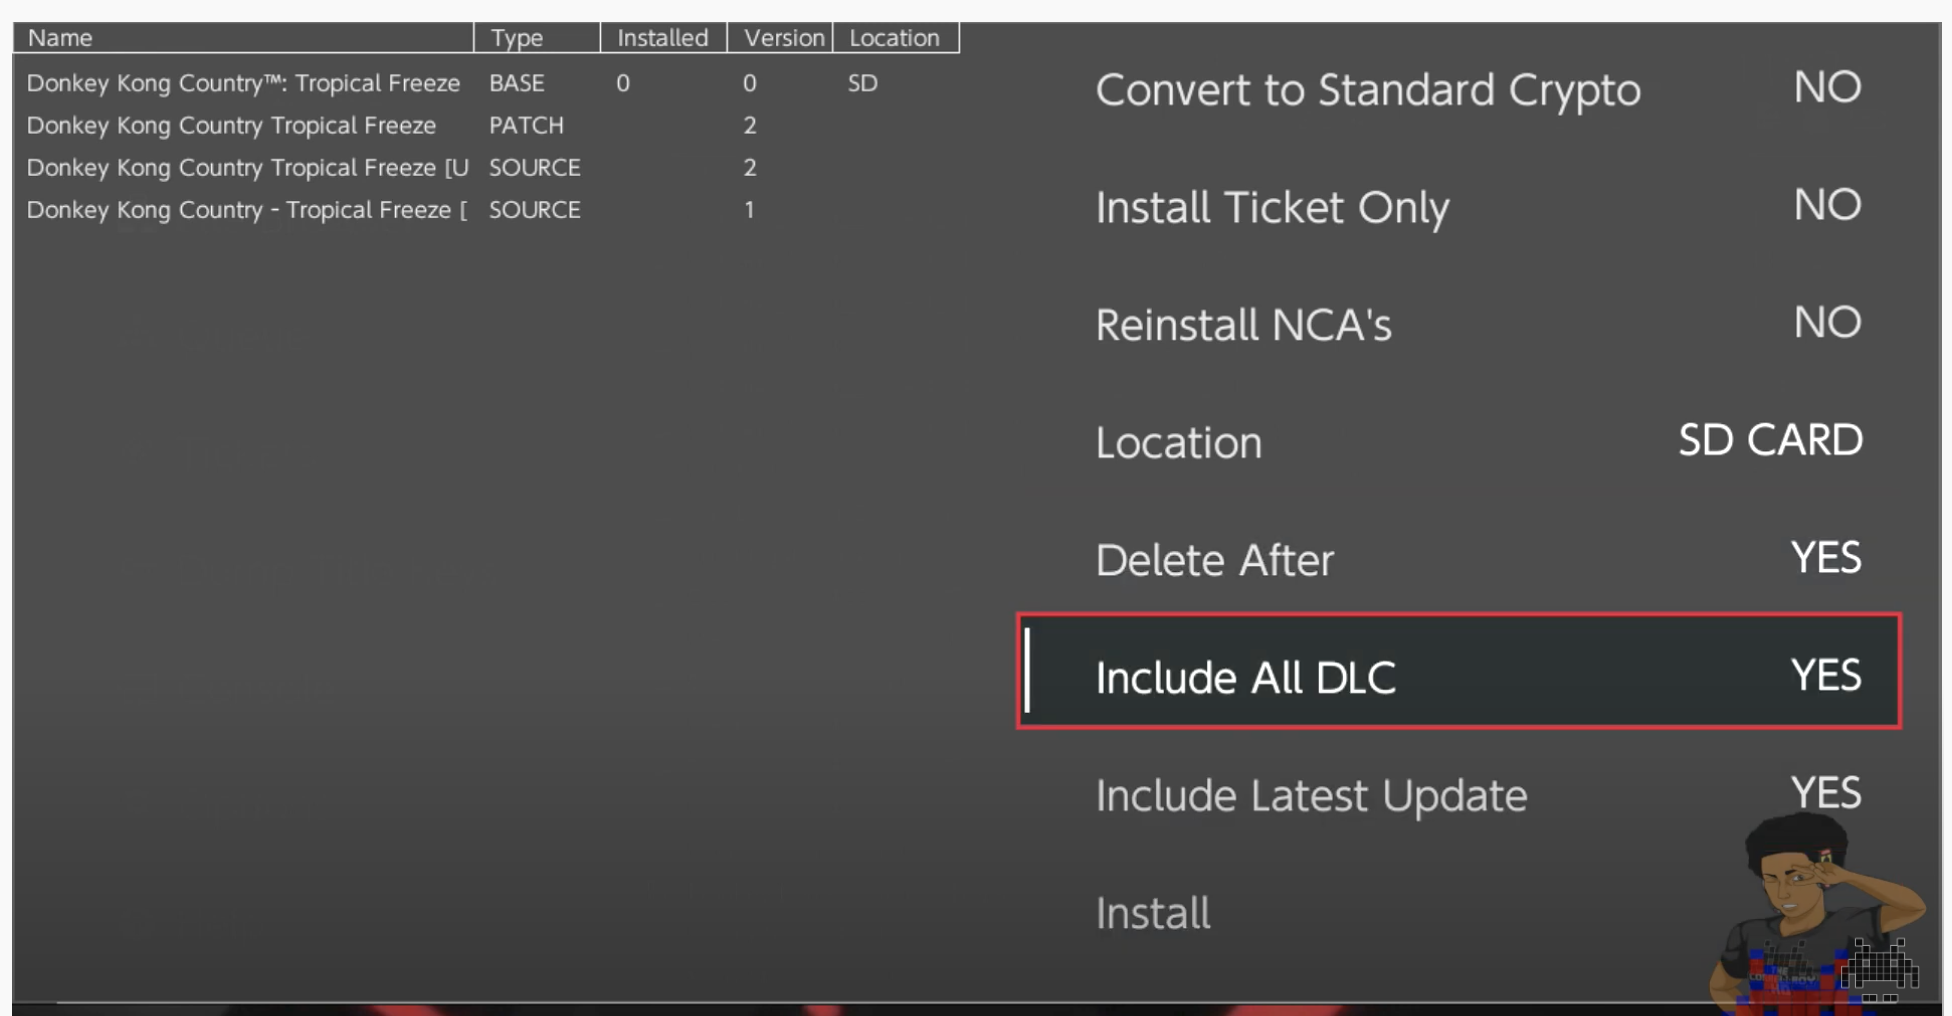 Name Type Installed Version Location
Donkey Kong Country™: Tropical Freeze BASE 0 0 SD
Donkey Kong Country Tropical Freeze PATCH 2
Donkey Kong Country Tropical Freeze [U SOURCE 2
Donkey Kong Country - Tropical Freeze [ SOURCE 1
Convert to Standard Crypto NO
Install Ticket Only NO
Reinstall NCA's NO
Location SD CARD
Delete After YES
Include All DLC YES
Include Latest Update YES
Install